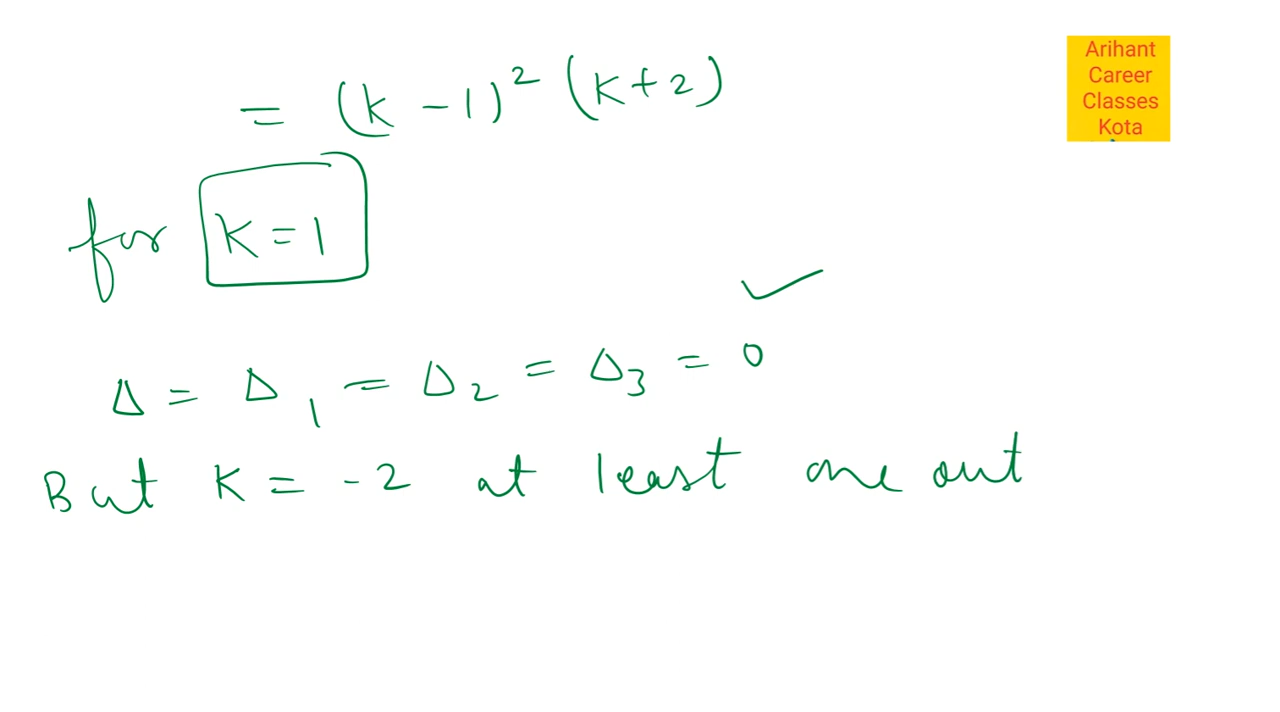 = (k - 1)² (k+2)
for K = 1
Δ = Δ₁ = Δ₂ = Δ₃ = 0
But K = -2 at least one out
Arihant
Career
Classes
Kota